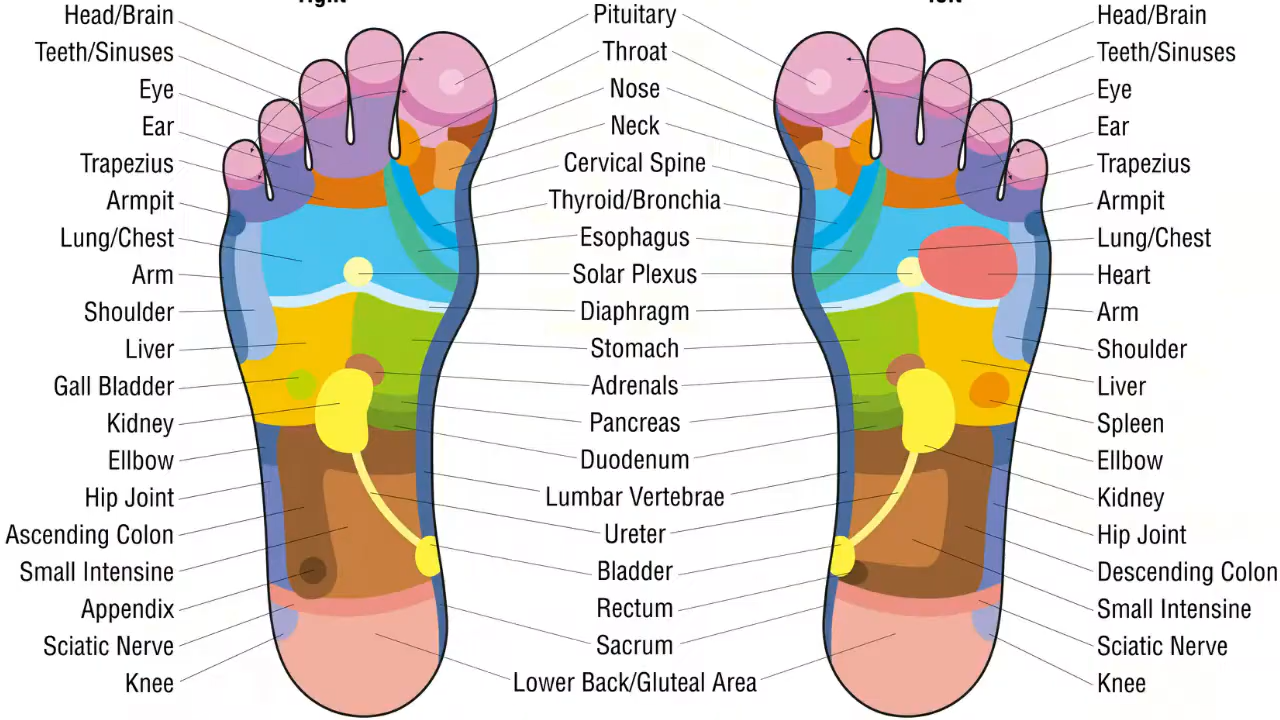 Head/Brain
Teeth/Sinuses
Eye
Ear
Trapezius
Armpit
Lung/Chest
Arm
Shoulder
Liver
Gall Bladder
Kidney
Ellbow
Hip Joint
Ascending Colon
Small Intensine
Appendix
Sciatic Nerve
Knee
Pituitary
Throat
Nose
Neck
Cervical Spine
Thyroid/Bronchia
Esophagus
Solar Plexus
Diaphragm
Stomach
Adrenals
Pancreas
Duodenum
Lumbar Vertebrae
Ureter
Bladder
Rectum
Sacrum
Lower Back/Gluteal Area
Head/Brain
Teeth/Sinuses
Eye
Ear
Trapezius
Armpit
Lung/Chest
Heart
Arm
Shoulder
Liver
Spleen
Ellbow
Kidney
Hip Joint
Descending Colon
Small Intensine
Sciatic Nerve
Knee